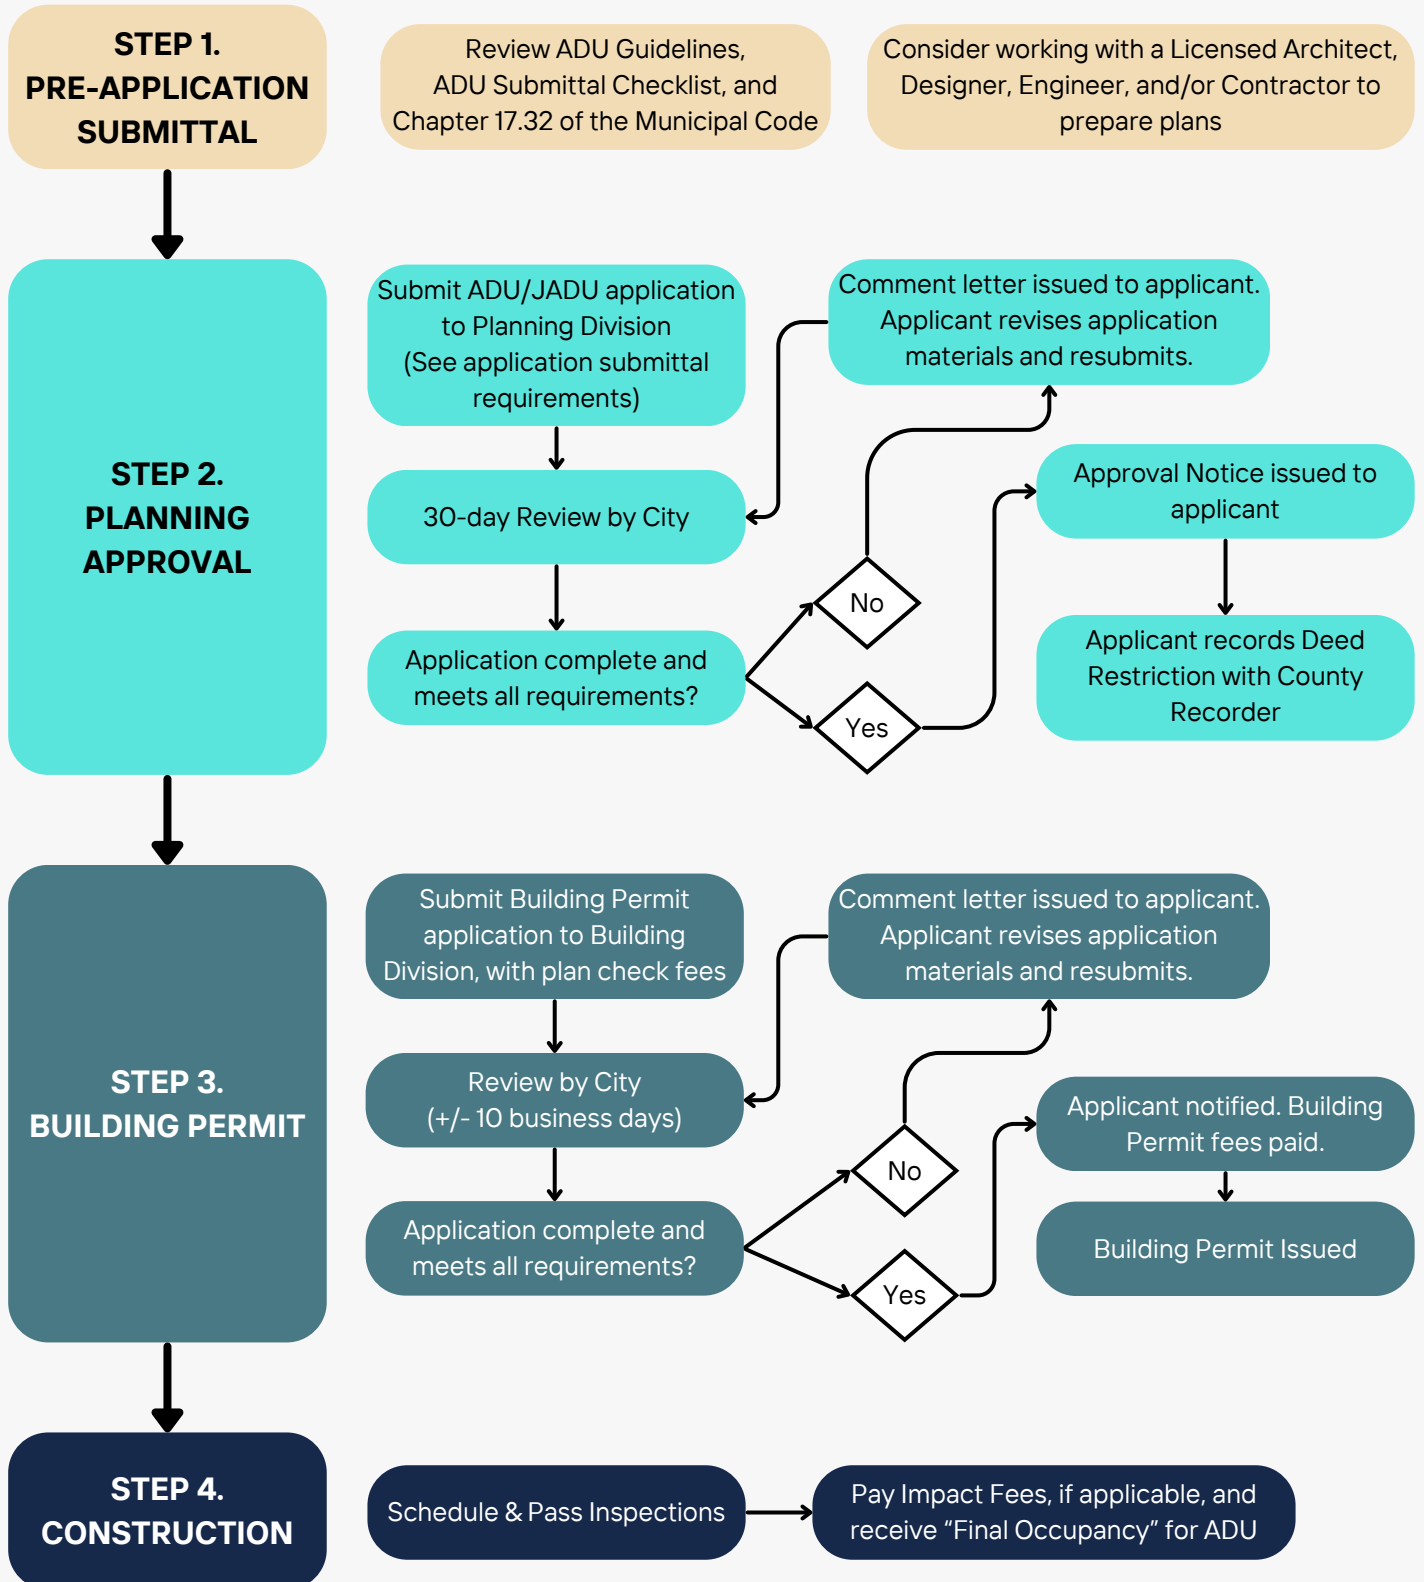 STEP 1.
PRE-APPLICATION
SUBMITTAL
Review ADU Guidelines,
ADU Submittal Checklist, and
Chapter 17.32 of the Municipal Code
Consider working with a Licensed Architect,
Designer, Engineer, and/or Contractor to
prepare plans
STEP 2.
PLANNING
APPROVAL
Submit ADU/JADU application
to Planning Division
(See application submittal
requirements)
Comment letter issued to applicant.
Applicant revises application
materials and resubmits.
30-day Review by City
Application complete and
meets all requirements?
No
Yes
Approval Notice issued to
applicant
Applicant records Deed
Restriction with County
Recorder
STEP 3.
BUILDING PERMIT
Submit Building Permit
application to Building
Division, with plan check fees
Comment letter issued to applicant.
Applicant revises application
materials and resubmits.
Review by City
(+/- 10 business days)
Application complete and
meets all requirements?
No
Yes
Applicant notified. Building
Permit fees paid.
Building Permit Issued
STEP 4.
CONSTRUCTION
Schedule & Pass Inspections
Pay Impact Fees, if applicable, and
receive “Final Occupancy” for ADU